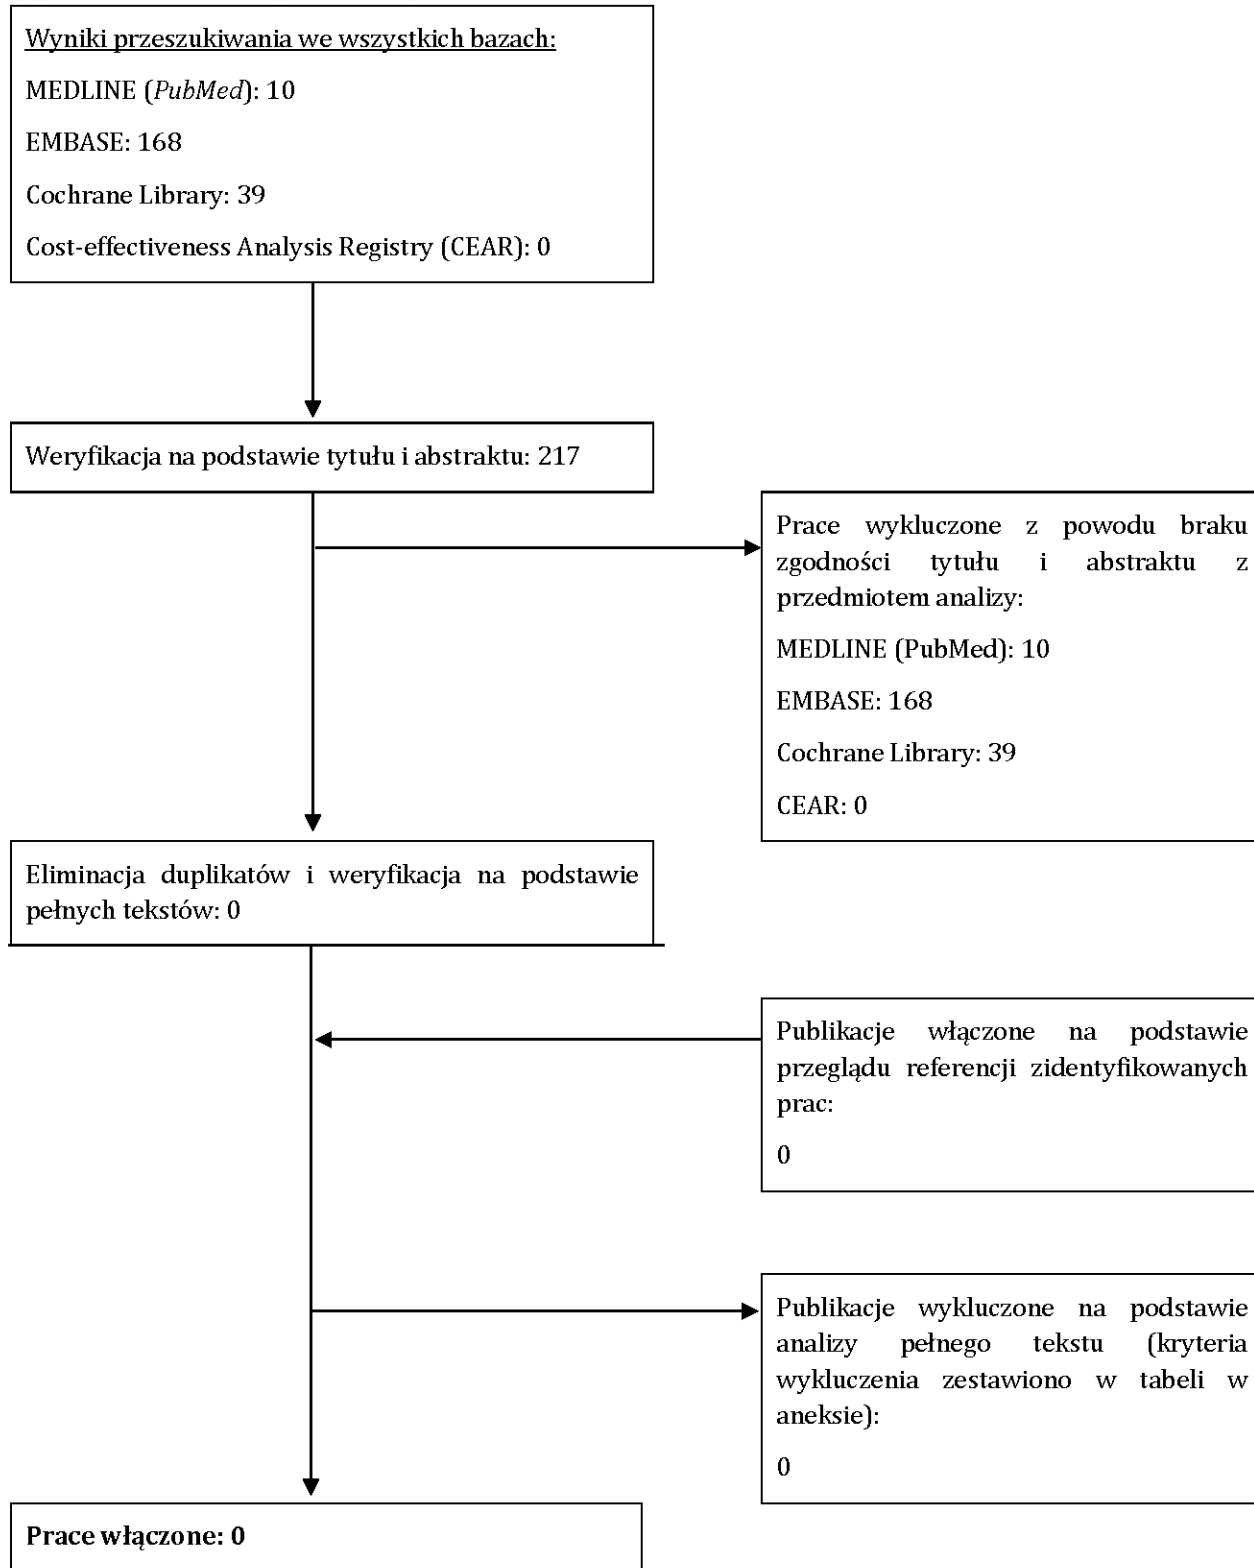 Wyniki przeszukiwania we wszystkich bazach:
MEDLINE (PubMed): 10
EMBASE: 168
Cochrane Library: 39
Cost-effectiveness Analysis Registry (CEAR): 0
Weryfikacja na podstawie tytułu i abstraktu: 217
Prace wykluczone z powodu braku
zgodności tytułu i abstraktu z
przedmiotem analizy:
MEDLINE (PubMed): 10
EMBASE: 168
Cochrane Library: 39
CEAR: 0
Eliminacja duplikatów i weryfikacja na podstawie
pełnych tekstów: 0
Publikacje włączone na podstawie
przeglądu referencji zidentyfikowanych
prac:
0
Publikacje wykluczone na podstawie
analizy pełnego tekstu (kryteria
wykluczenia zestawiono w tabeli w
aneksie):
0
Prace włączone: 0